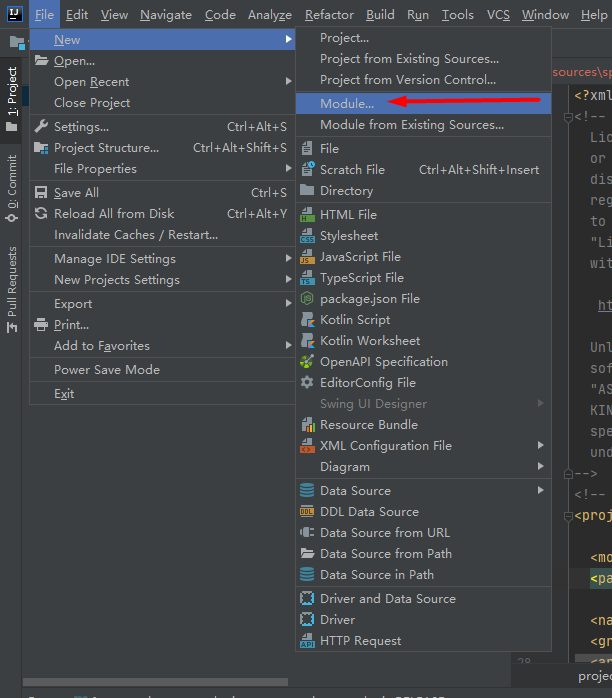 File Edit View Navigate Code Analyze Refactor Build Run Tools VCS Window Help
1: Project
0: Commit
Pull Requests
New
Open...
Open Recent
Close Project
Settings... Ctrl+Alt+S
Project Structure... Ctrl+Alt+Shift+S
File Properties
Save All Ctrl+S
Reload All from Disk Ctrl+Alt+Y
Invalidate Caches / Restart...
Manage IDE Settings
New Projects Settings
Export
Print...
Add to Favorites
Power Save Mode
Exit
Project...
Project from Existing Sources...
Project from Version Control...
Module...
Module from Existing Sources...
File
Scratch File Ctrl+Alt+Shift+Insert
Directory
HTML File
Stylesheet
JavaScript File
TypeScript File
package.json File
Kotlin Script
Kotlin Worksheet
OpenAPI Specification
EditorConfig File
Swing UI Designer
Resource Bundle
XML Configuration File
Diagram
Data Source
DDL Data Source
Data Source from URL
Data Source from Path
Data Source in Path
Driver and Data Source
Driver
HTTP Request
sources\sp
<?xml
<!--
Lic
or
dis
reg
to
"Li
wit
ht
Unl
sof
"AS
KIN
spe
und
-->
<!--
<proj
<mo
<pa
<na
<gr
28
projec